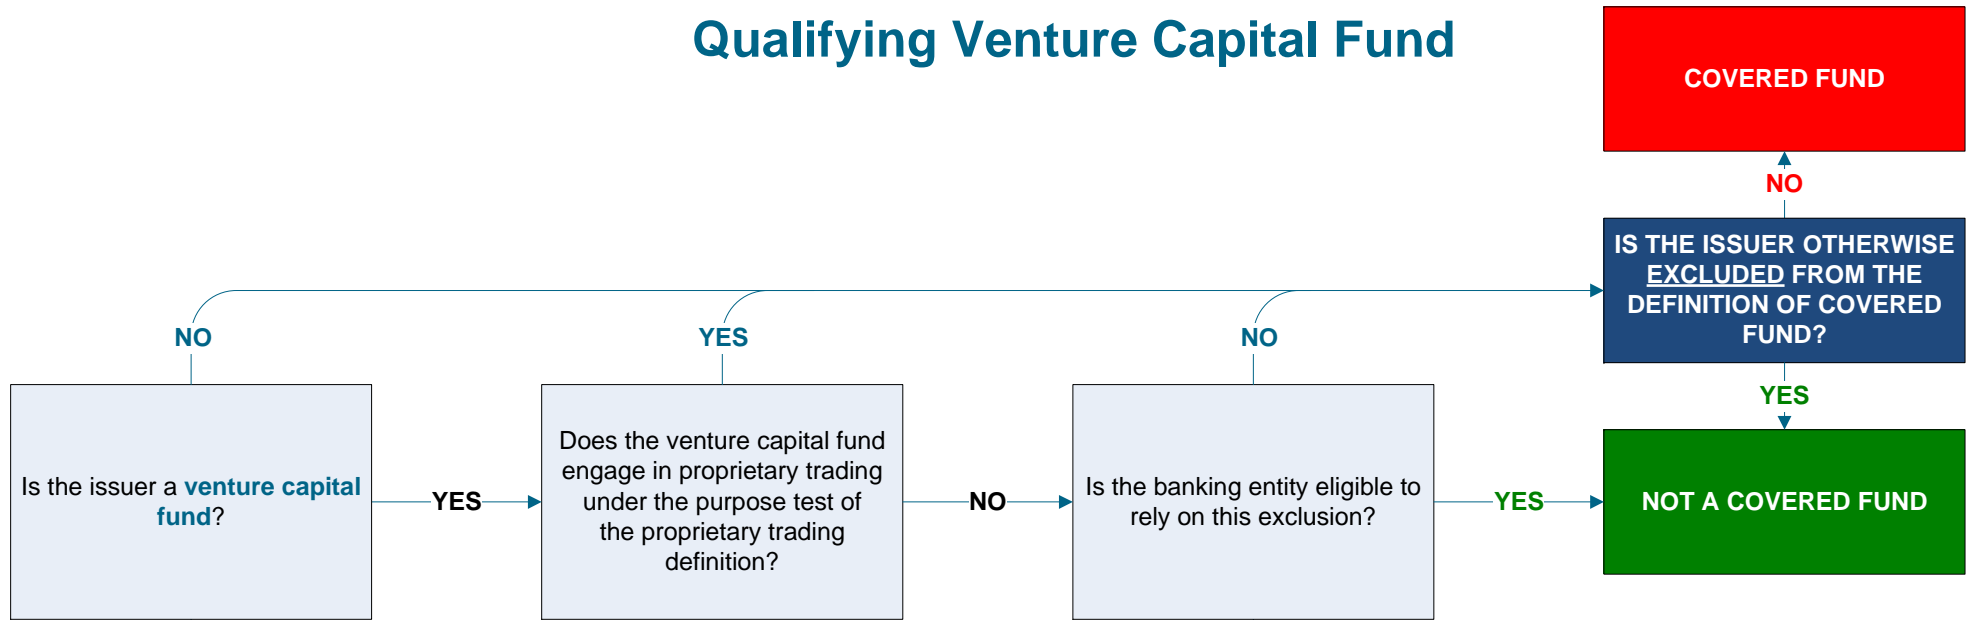 Qualifying Venture Capital Fund
COVERED FUND
NO
IS THE ISSUER OTHERWISE
EXCLUDED FROM THE
DEFINITION OF COVERED
FUND?
NO
YES
NO
YES
Is the issuer a venture capital
fund?
YES
Does the venture capital fund
engage in proprietary trading
under the purpose test of
the proprietary trading
definition?
NO
Is the banking entity eligible to
rely on this exclusion?
YES
NOT A COVERED FUND